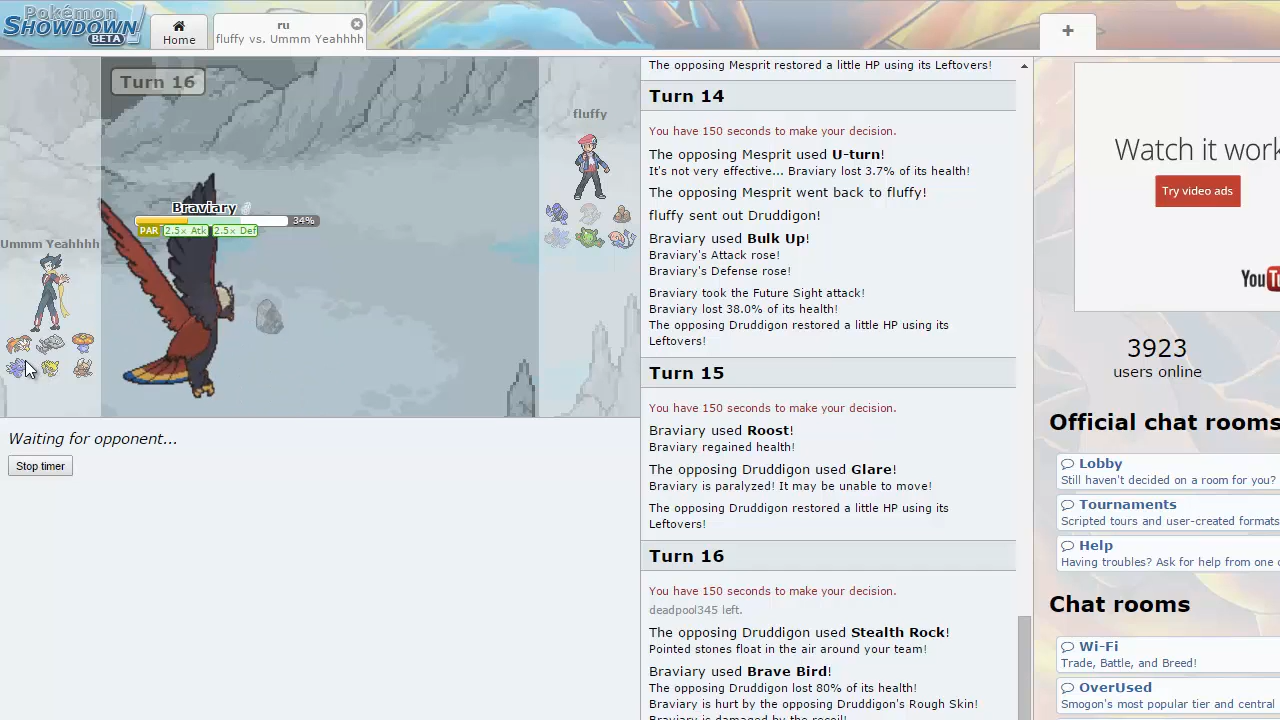 Pokémon
SHOWDOWN!
BETA
Home
ru
fluffy vs. Ummm Yeahhhh
+
Turn 16
Braviary
34%
PAR 2.5× Atk 2.5× Def
Ummm Yeahhhh
fluffy
Waiting for opponent...
Stop timer
The opposing Mesprit restored a little HP using its Leftovers!
Turn 14
You have 150 seconds to make your decision.
The opposing Mesprit used U-turn!
It's not very effective... Braviary lost 3.7% of its health!
The opposing Mesprit went back to fluffy!
fluffy sent out Druddigon!
Braviary used Bulk Up!
Braviary's Attack rose!
Braviary's Defense rose!
Braviary took the Future Sight attack!
Braviary lost 38.0% of its health!
The opposing Druddigon restored a little HP using its
Leftovers!
Turn 15
You have 150 seconds to make your decision.
Braviary used Roost!
Braviary regained health!
The opposing Druddigon used Glare!
Braviary is paralyzed! It may be unable to move!
The opposing Druddigon restored a little HP using its
Leftovers!
Turn 16
You have 150 seconds to make your decision.
deadpool345 left.
The opposing Druddigon used Stealth Rock!
Pointed stones float in the air around your team!
Braviary used Brave Bird!
The opposing Druddigon lost 80% of its health!
Braviary is hurt by the opposing Druddigon's Rough Skin!
Braviary is damaged by the recoil!
Watch it work
Try video ads
YouTu
3923
users online
Official chat rooms
Lobby
Still haven't decided on a room for you?
Tournaments
Scripted tours and user-created formats
Help
Having troubles? Ask for help from one o
Chat rooms
Wi-Fi
Trade, Battle, and Breed!
OverUsed
Smogon's most popular tier and central